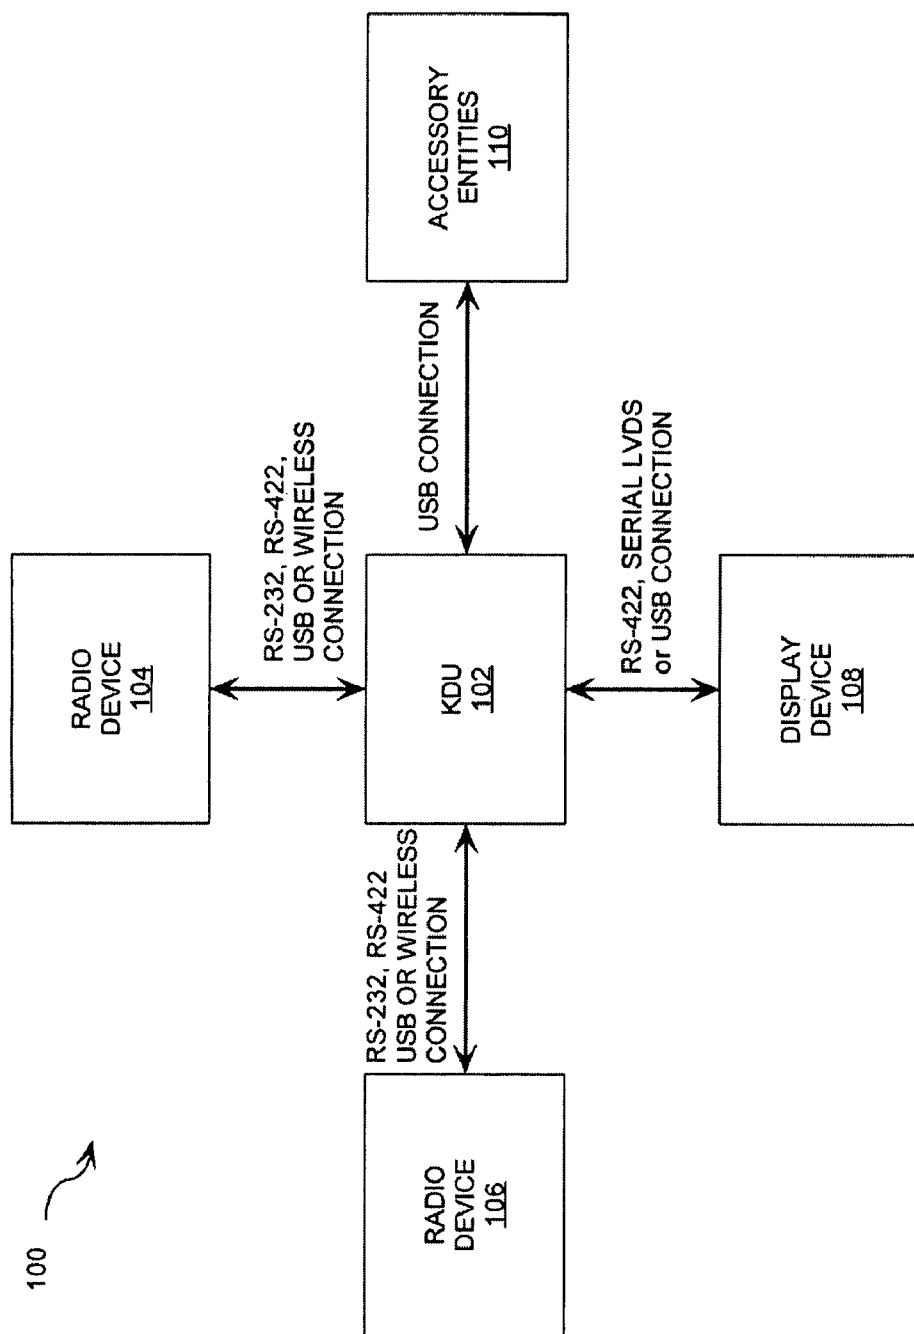 100
RADIO
DEVICE
104
RS-232, RS-422,
USB OR WIRELESS
CONNECTION
RADIO
DEVICE
106
RS-232, RS-422
USB OR WIRELESS
CONNECTION
KDU
102
USB CONNECTION
ACCESSORY
ENTITIES
110
RS-422, SERIAL LVDS
or USB CONNECTION
DISPLAY
DEVICE
108